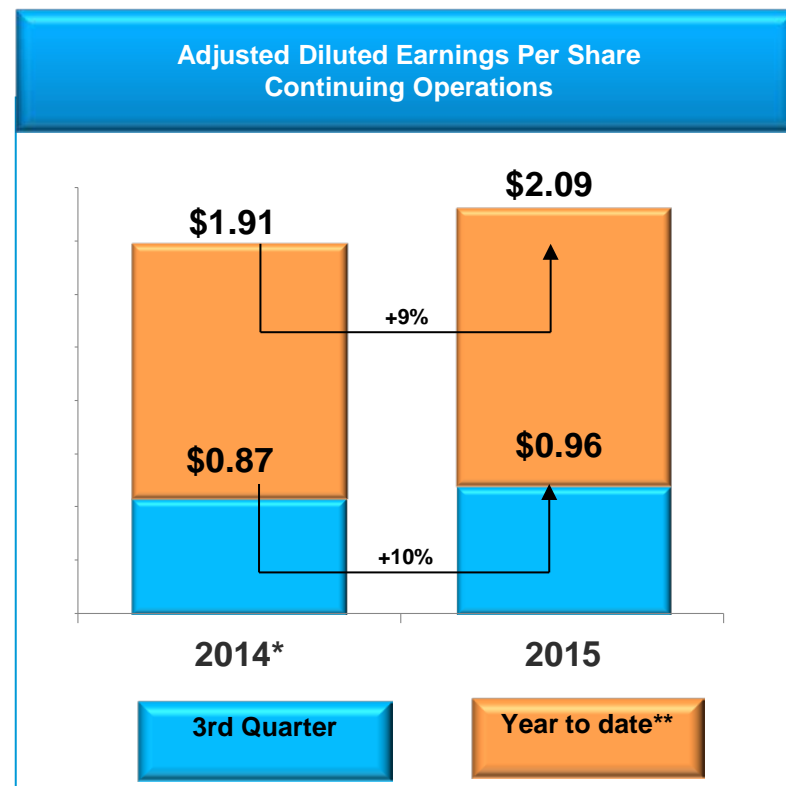 Adjusted Diluted Earnings Per Share
Continuing Operations
$1.91
$2.09
+9%
$0.87
$0.96
+10%
2014*
2015
3rd Quarter
Year to date**